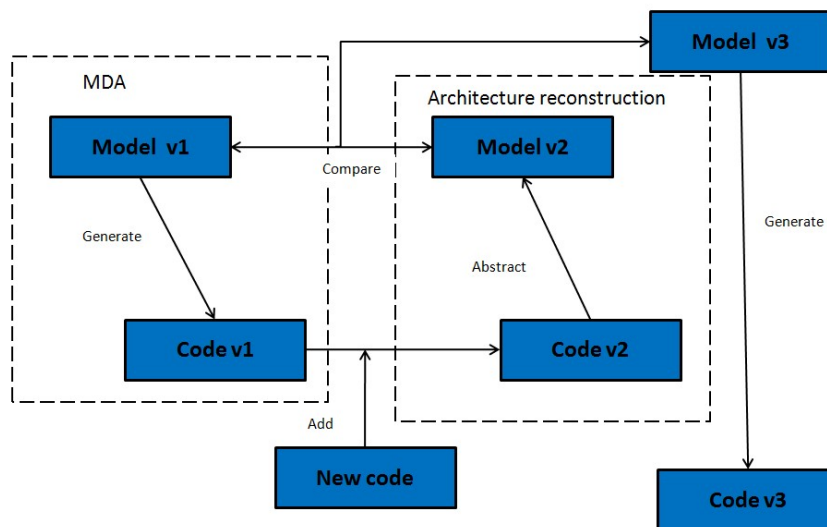 Model v3
MDA
Architecture reconstruction
Model v1
Model v2
Compare
Generate
Generate
Abstract
Code v1
Code v2
Add
New code
Code v3